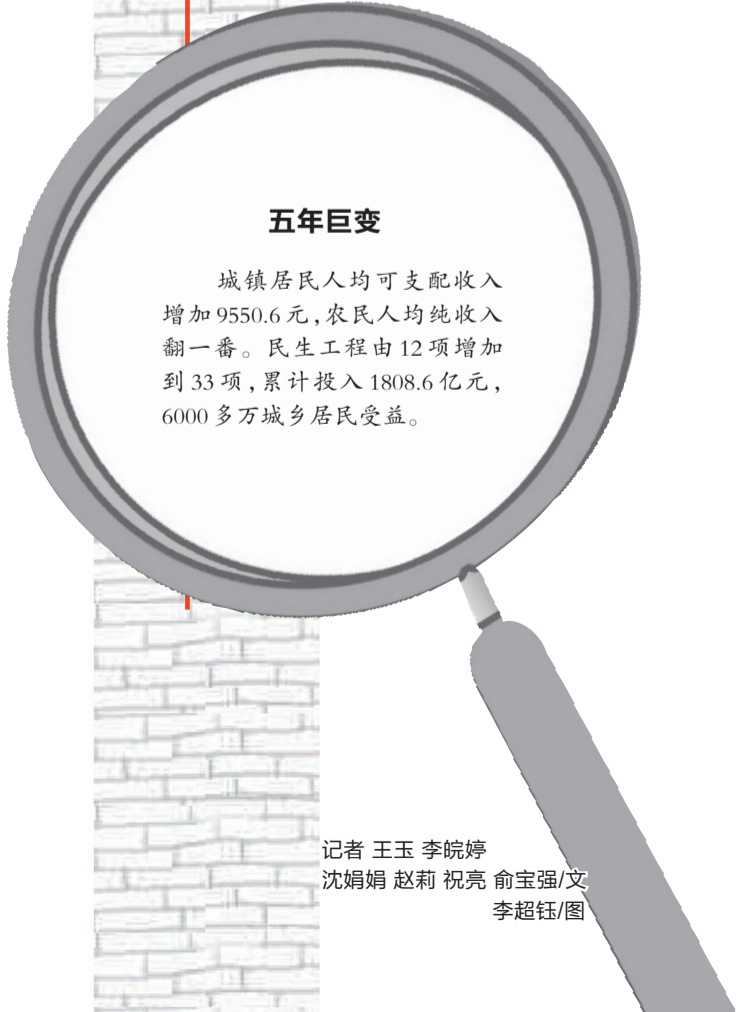 五年巨变
城镇居民人均可支配收入
增加9550.6元,农民人均纯收入
翻一番。民生工程由12项增加
到33项,累计投入1808.6亿元,
6000多万城乡居民受益。
记者 王玉 李皖婷
沈娟娟 赵莉 祝亮 俞宝强/文
李超钰/图